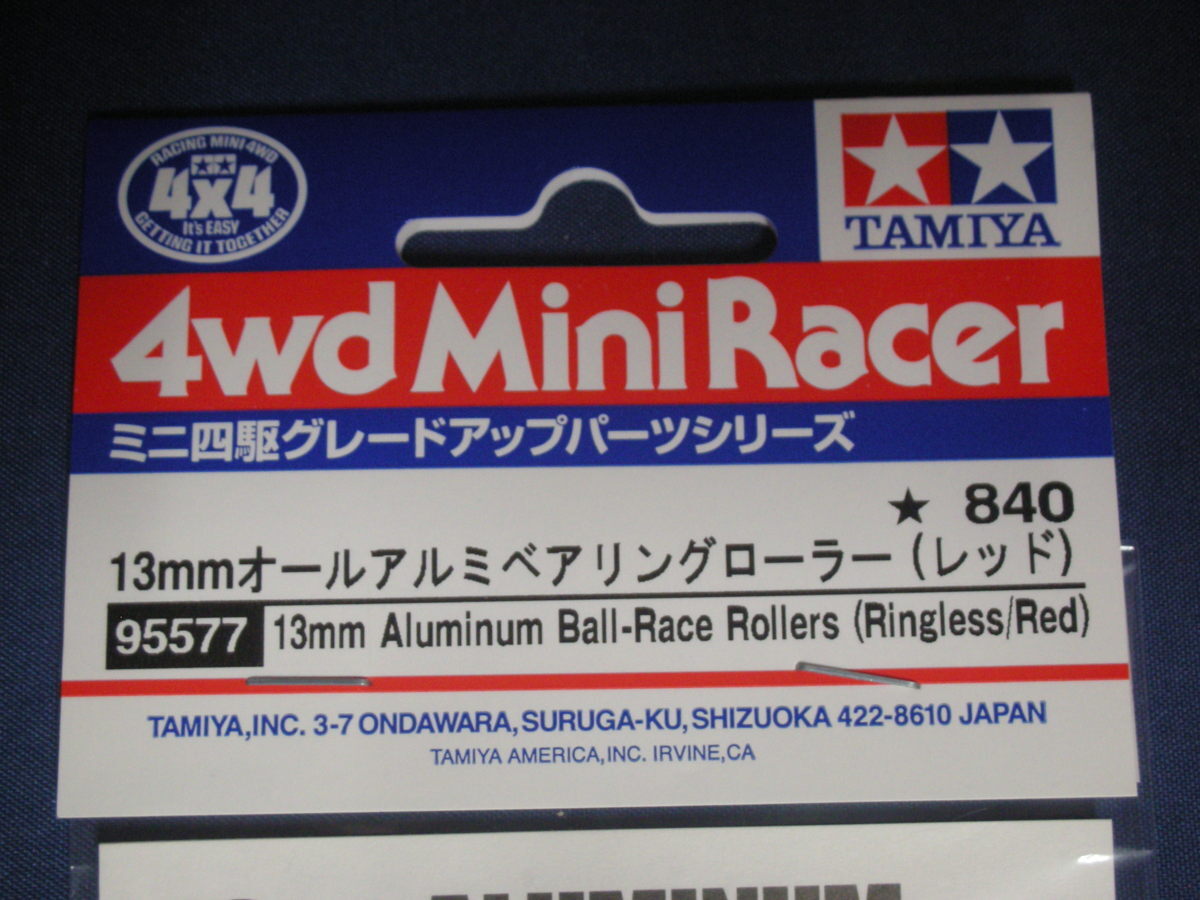 RACING MINI 4WD
4x4
It's EASY
GETTING IT TOGETHER
TAMIYA
4wd Mini Racer
ミニ四駆グレードアップパーツシリーズ
★ 840
13mmオールアルミベアリングローラー(レッド)
95577 13mm Aluminum Ball-Race Rollers (Ringless/Red)
TAMIYA,INC. 3-7 ONDAWARA, SURUGA-KU, SHIZUOKA 422-8610 JAPAN
TAMIYA AMERICA,INC. IRVINE,CA
ALUMINUM